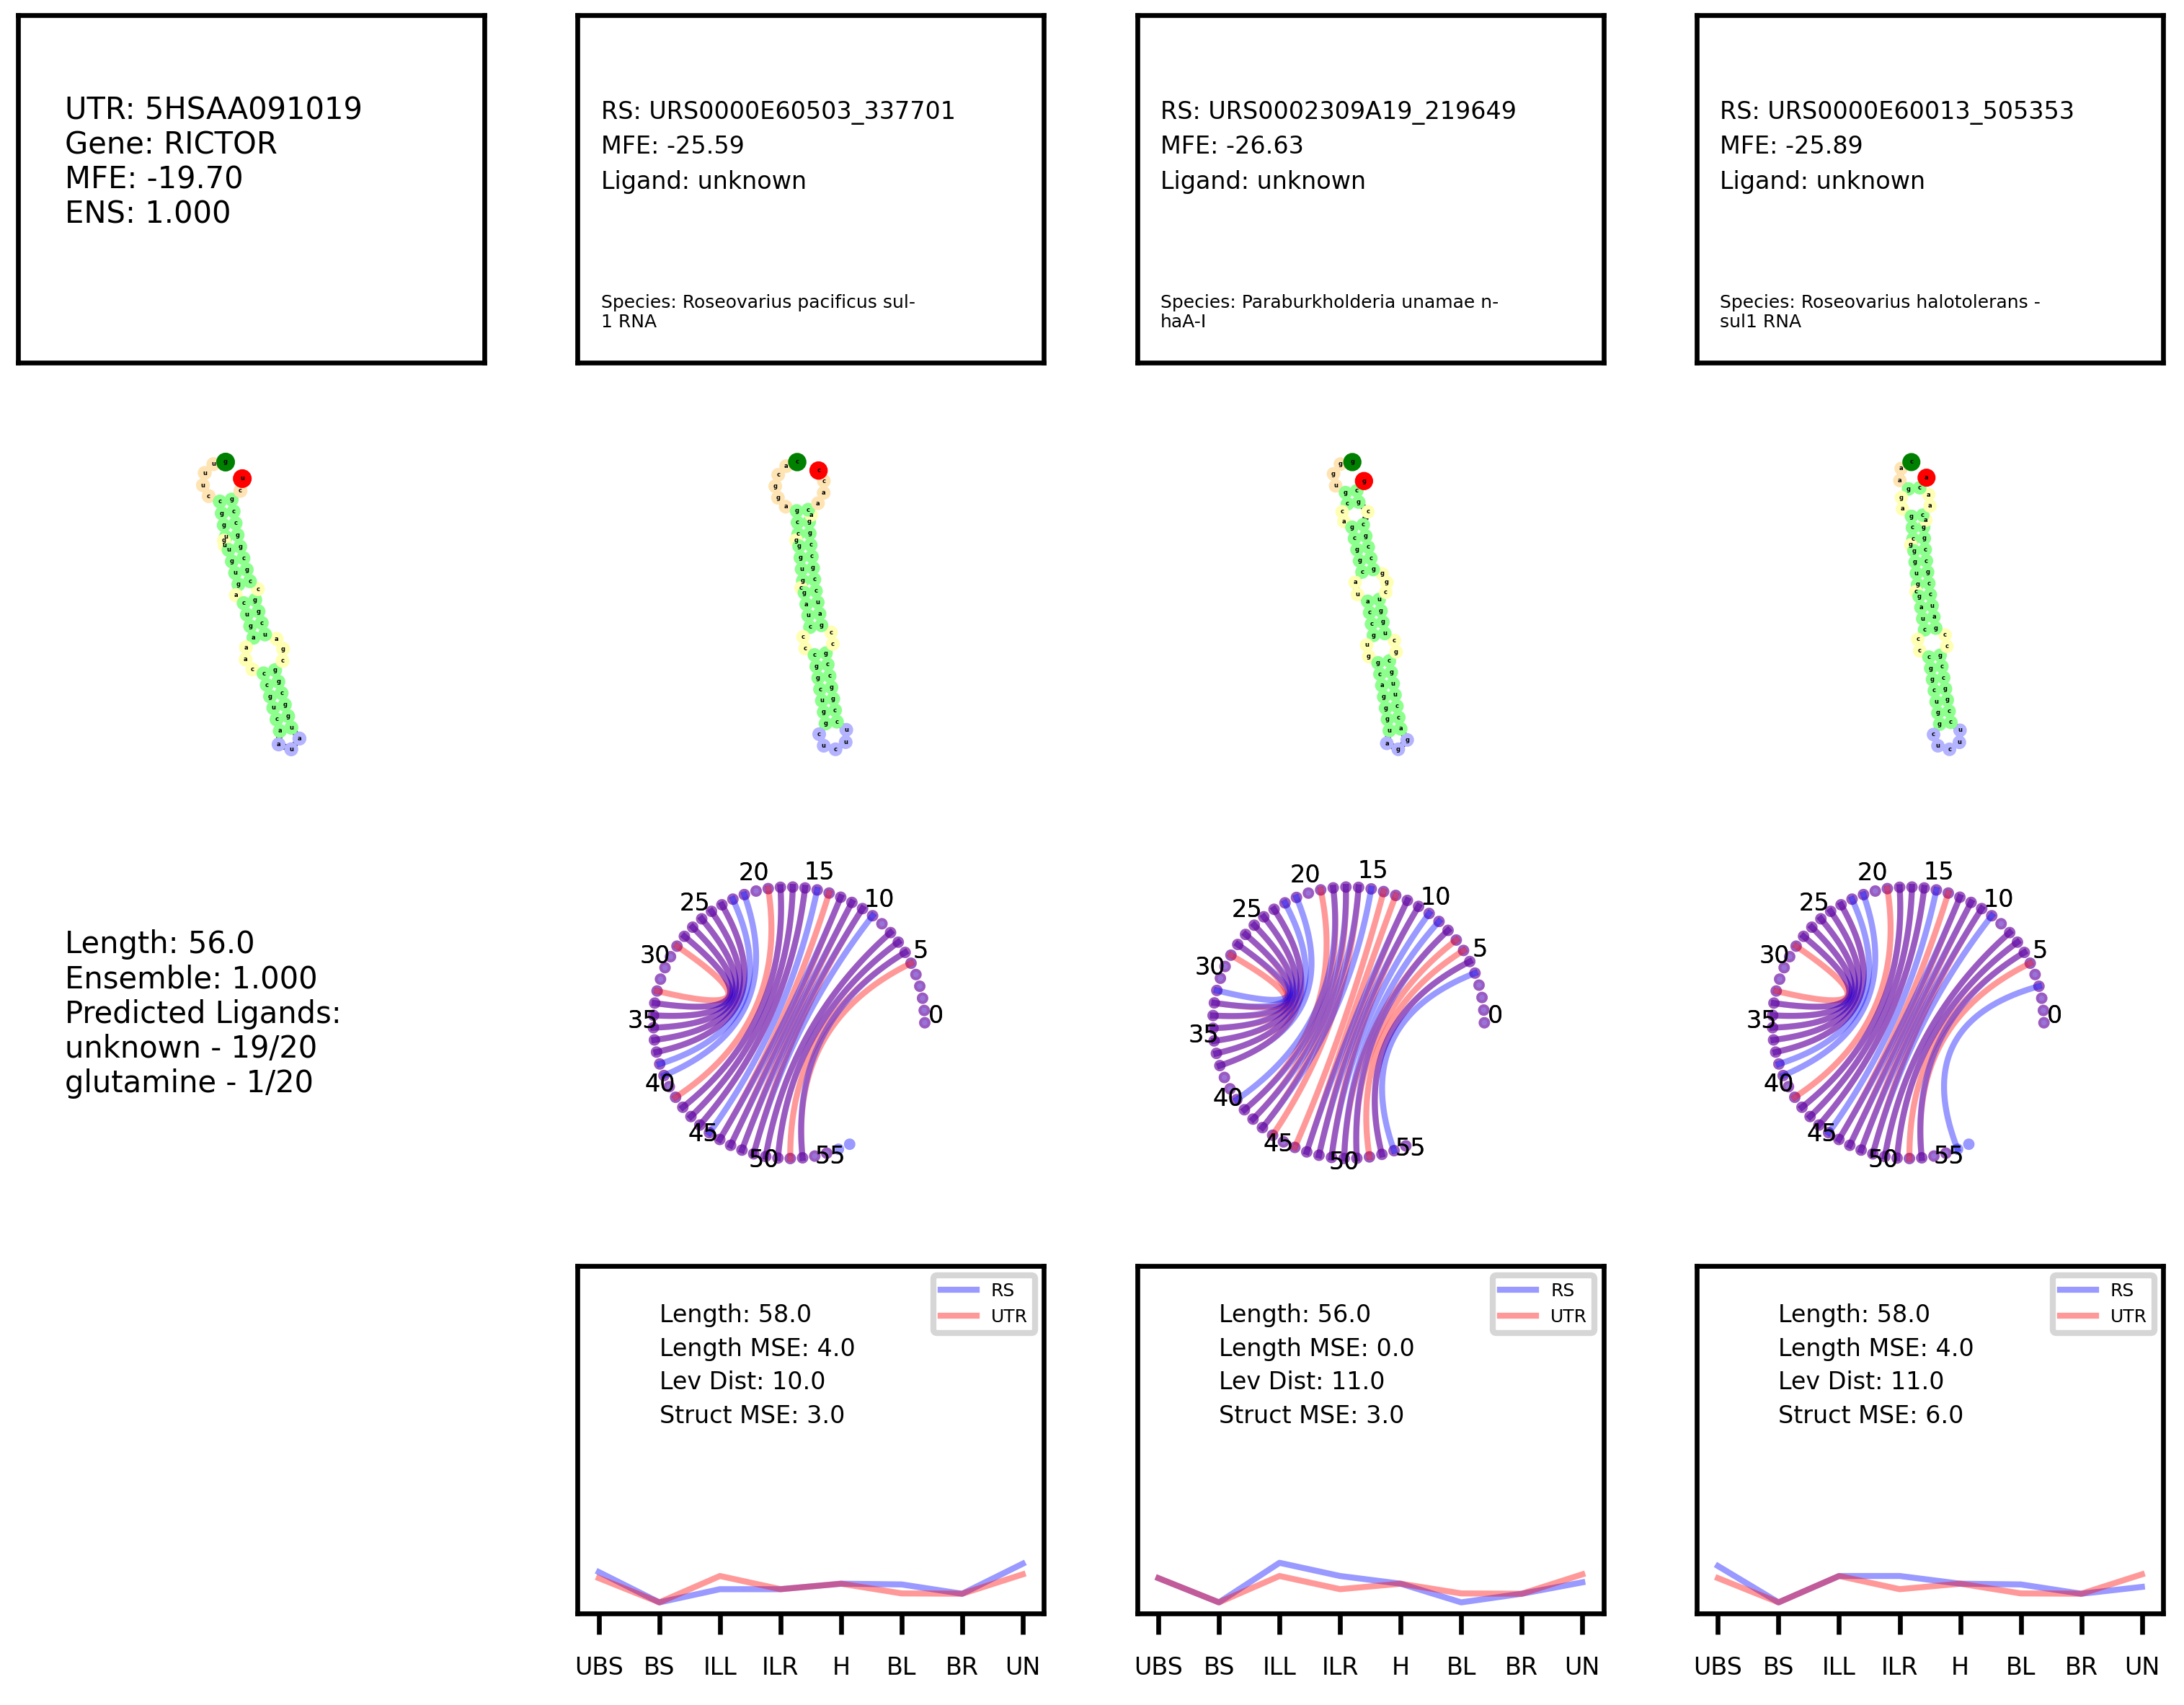 UTR: 5HSAA091019
Gene: RICTOR
MFE: -19.70
ENS: 1.000
RS: URS0000E60503_337701
MFE: -25.59
Ligand: unknown
Species: Roseovarius pacificus sul-
1 RNA
RS: URS0002309A19_219649
MFE: -26.63
Ligand: unknown
Species: Paraburkholderia unamae n-
haA-I
RS: URS0000E60013_505353
MFE: -25.89
Ligand: unknown
Species: Roseovarius halotolerans -
sul1 RNA
Length: 56.0
Ensemble: 1.000
Predicted Ligands:
unknown - 19/20
glutamine - 1/20
0
5
10
15
20
25
30
35
40
45
50
55
0
5
10
15
20
25
30
35
40
45
50
55
0
5
10
15
20
25
30
35
40
45
50
55
RS
UTR
Length: 58.0
Length MSE: 4.0
Lev Dist: 10.0
Struct MSE: 3.0
UBS BS ILL ILR H BL BR UN
RS
UTR
Length: 56.0
Length MSE: 0.0
Lev Dist: 11.0
Struct MSE: 3.0
UBS BS ILL ILR H BL BR UN
RS
UTR
Length: 58.0
Length MSE: 4.0
Lev Dist: 11.0
Struct MSE: 6.0
UBS BS ILL ILR H BL BR UN